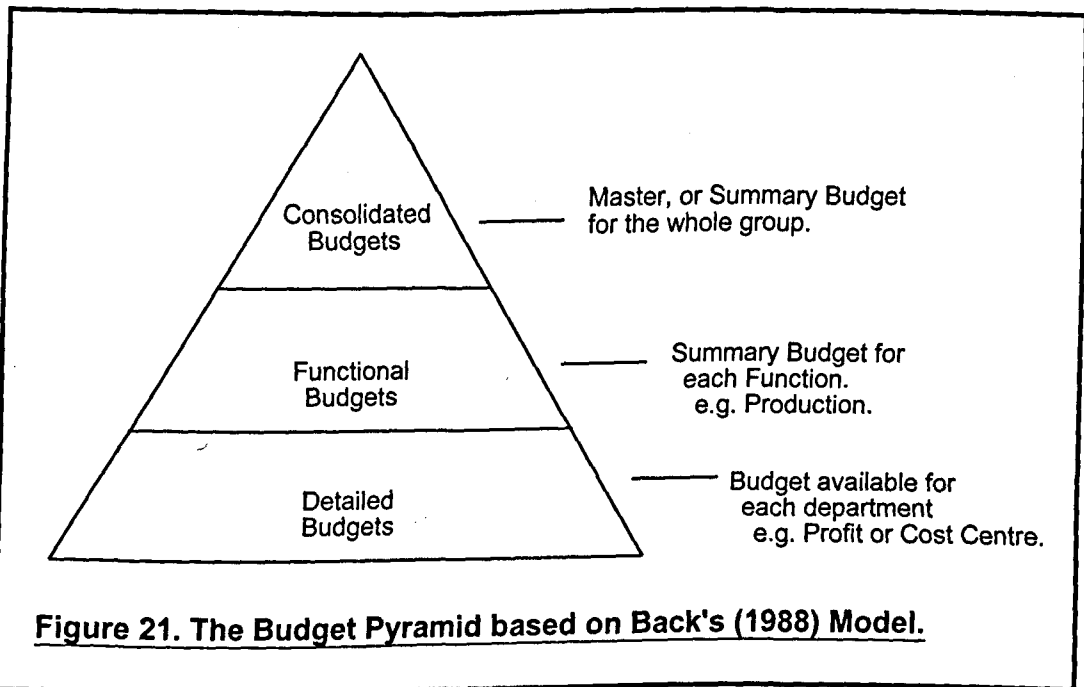 Consolidated
Budgets
Master, or Summary Budget
for the whole group.
Functional
Budgets
Summary Budget for
each Function.
e.g. Production.
Detailed
Budgets
Budget available for
each department
e.g. Profit or Cost Centre.
Figure 21. The Budget Pyramid based on Back's (1988) Model.